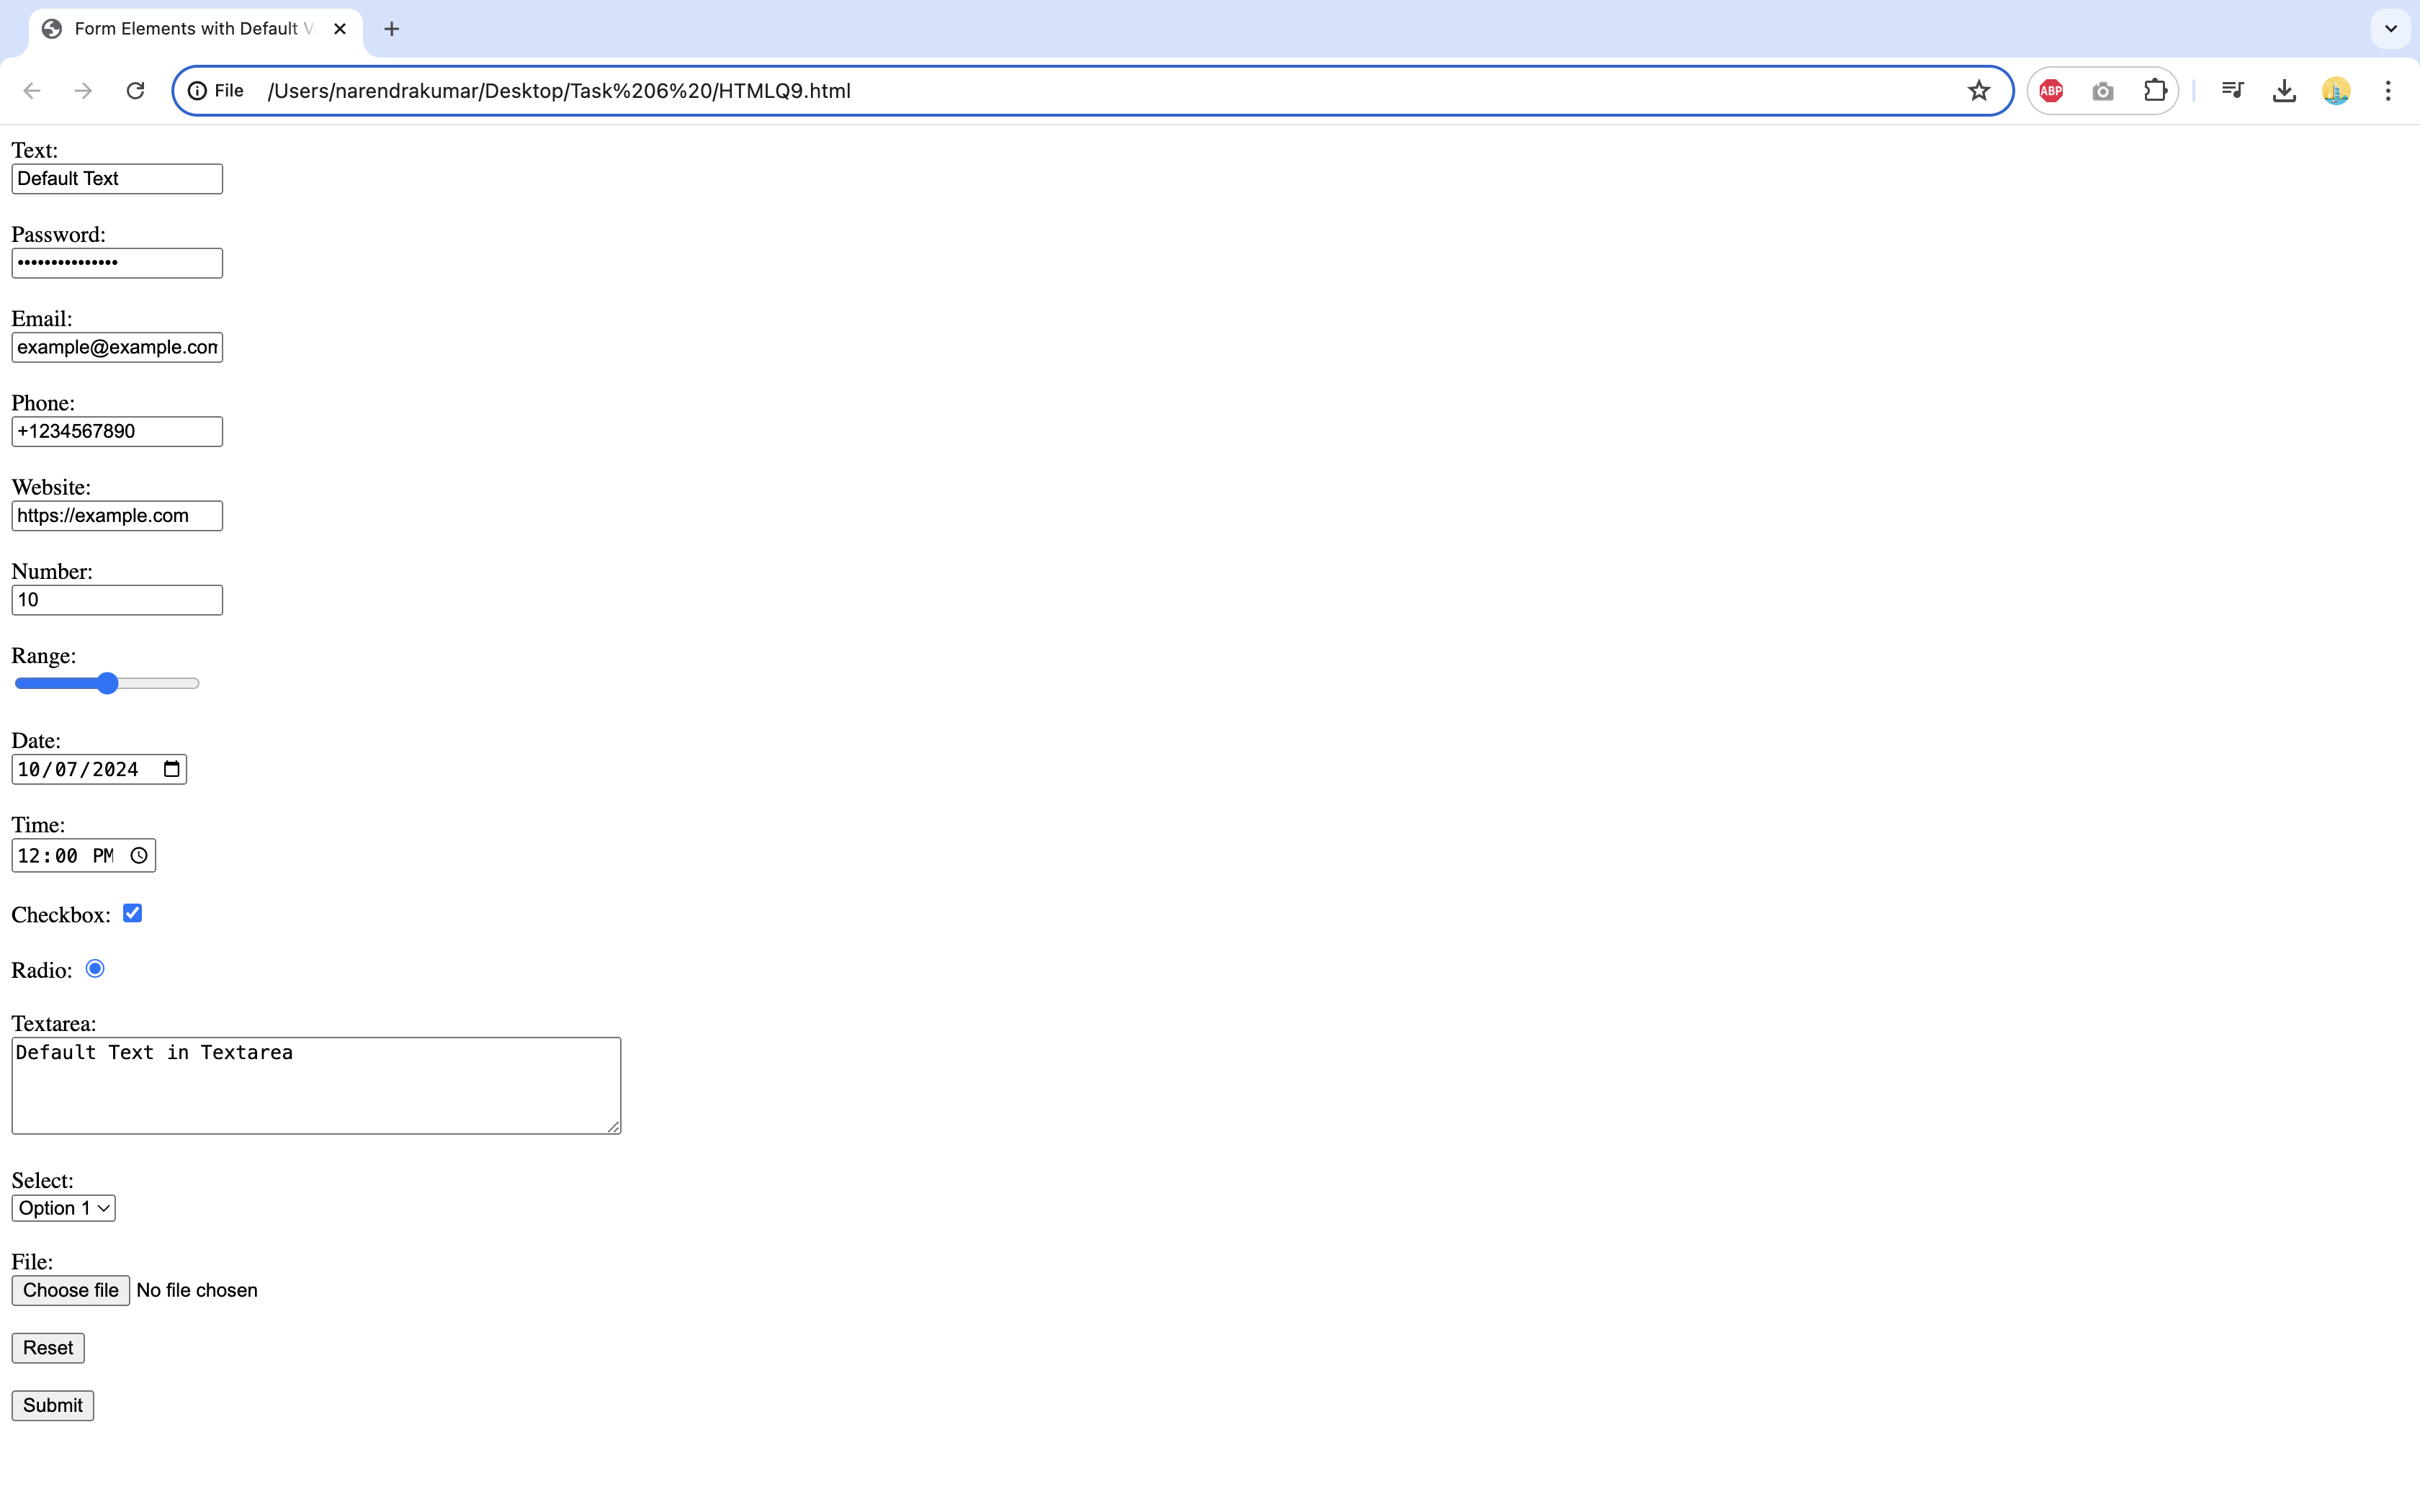 Form Elements with Default V
File /Users/narendrakumar/Desktop/Task%206%20/HTMLQ9.html
ABP
Text:
Default Text
Password:
•••••••••••••••
Email:
example@example.com
Phone:
+1234567890
Website:
https://example.com
Number:
10
Range:
Date:
10/07/2024
Time:
12:00 PM
Checkbox:
Radio:
Textarea:
Default Text in Textarea
Select:
Option 1
File:
Choose file No file chosen
Reset
Submit